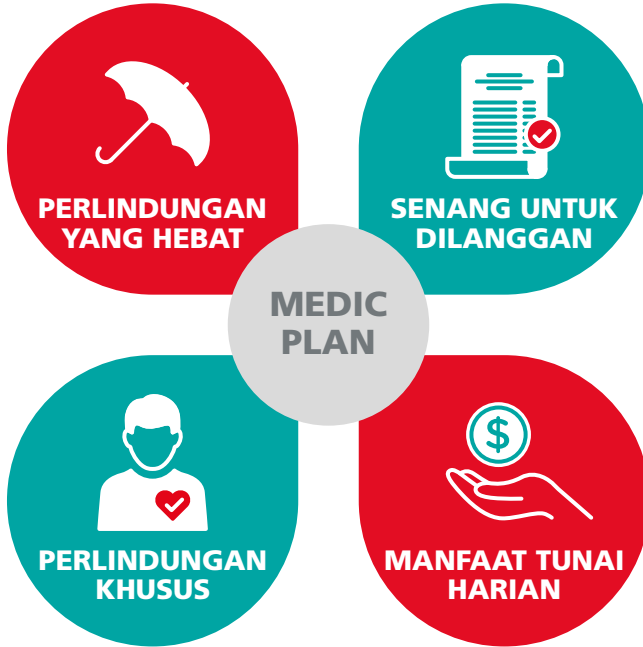 PERLINDUNGAN
YANG HEBAT
SENANG UNTUK
DILANGGAN
MEDIC
PLAN
$
PERLINDUNGAN
KHUSUS
MANFAAT TUNAI
HARIAN